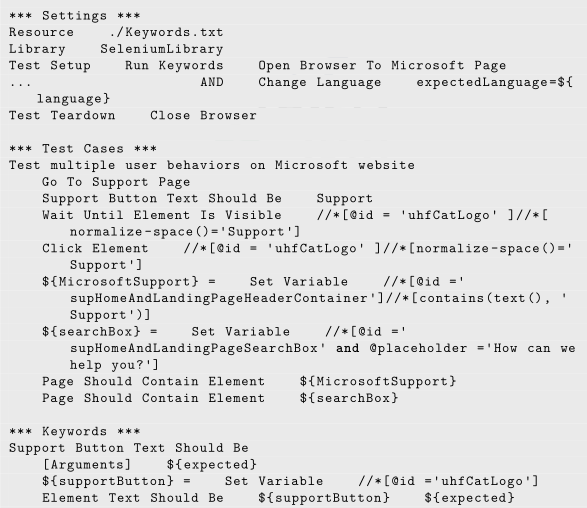 *** Settings ***
Resource    ./Keywords.txt
Library    SeleniumLibrary
Test Setup    Run Keywords    Open Browser To Microsoft Page
...                    AND    Change Language    expectedLanguage=${
language}
Test Teardown    Close Browser
*** Test Cases ***
Test multiple user behaviors on Microsoft website
    Go To Support Page
    Support Button Text Should Be    Support
    Wait Until Element Is Visible    //*[@id = 'uhfCatLogo' ]//*[
normalize-space()='Support']
    Click Element    //*[@id = 'uhfCatLogo' ]//*[normalize-space()='
Support']
    ${MicrosoftSupport} =    Set Variable    //*[@id ='
supHomeAndLandingPageHeaderContainer']//*[contains(text(), '
Support')]
    ${searchBox} =    Set Variable    //*[@id ='
supHomeAndLandingPageSearchBox' and @placeholder ='How can we
help you?']
    Page Should Contain Element    ${MicrosoftSupport}
    Page Should Contain Element    ${searchBox}
*** Keywords ***
Support Button Text Should Be
    [Arguments]    ${expected}
    ${supportButton} =    Set Variable    //*[@id ='uhfCatLogo']
    Element Text Should Be    ${supportButton}    ${expected}